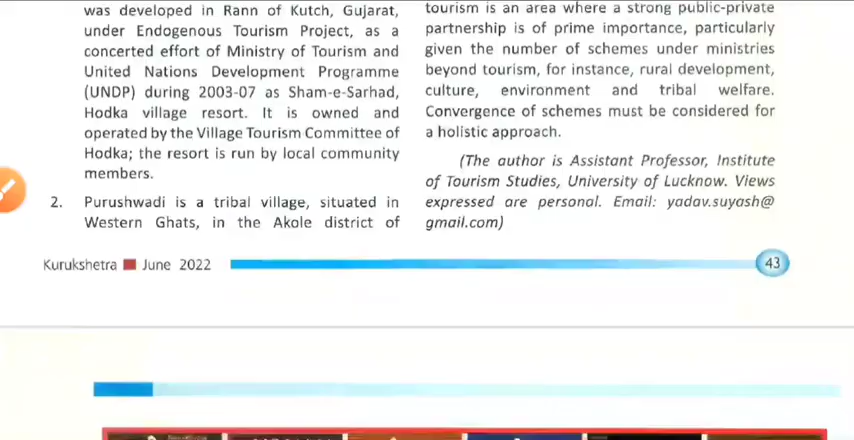 was developed in Rann of Kutch, Gujarat,
under Endogenous Tourism Project, as a
concerted effort of Ministry of Tourism and
United Nations Development Programme
(UNDP) during 2003-07 as Sham-e-Sarhad,
Hodka village resort. It is owned and
operated by the Village Tourism Committee of
Hodka; the resort is run by local community
members.
2. Purushwadi is a tribal village, situated in
Western Ghats, in the Akole district of
tourism is an area where a strong public-private
partnership is of prime importance, particularly
given the number of schemes under ministries
beyond tourism, for instance, rural development,
culture, environment and tribal welfare.
Convergence of schemes must be considered for
a holistic approach.
(The author is Assistant Professor, Institute
of Tourism Studies, University of Lucknow. Views
expressed are personal. Email: yadav.suyash@
gmail.com)
Kurukshetra June 2022
43